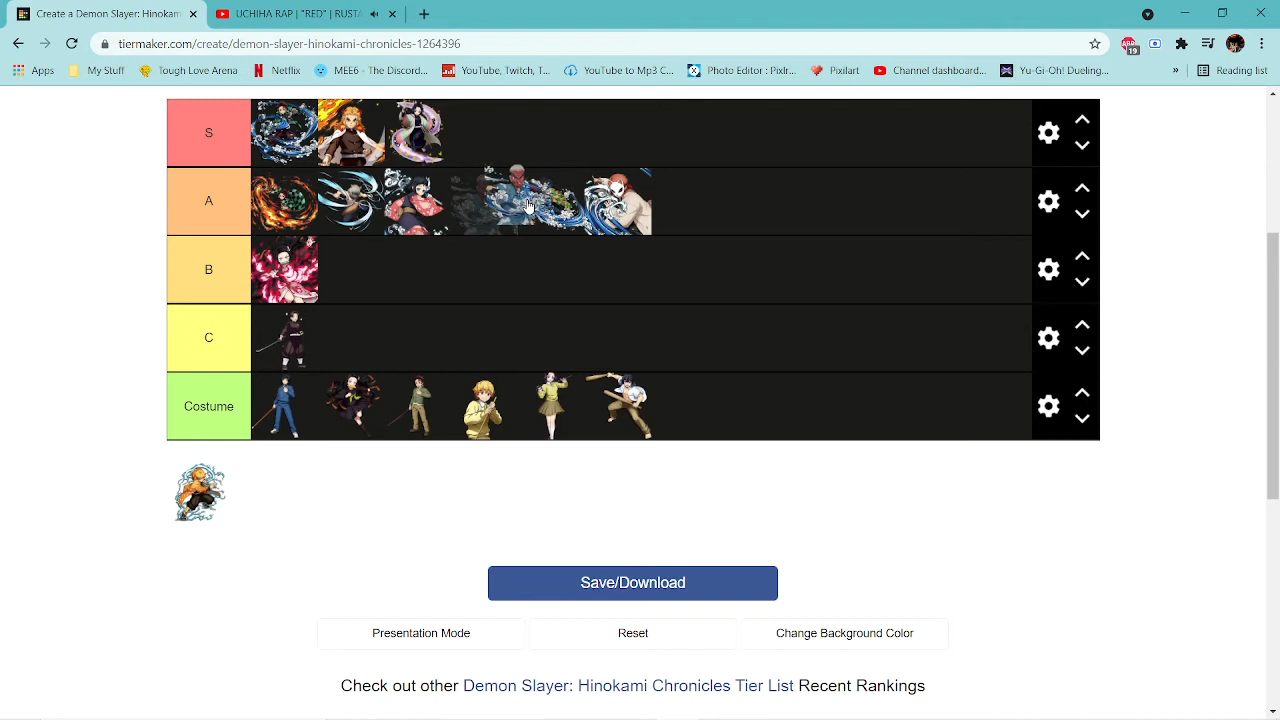 Create a Demon Slayer: Hinokami
UCHIHA RAP | "RED" | RUSTA
tiermaker.com/create/demon-slayer-hinokami-chronicles-1264396
19
Apps
My Stuff
Tough Love Arena
Netflix
MEE6 - The Discord...
YouTube, Twitch, T...
YouTube to Mp3 C...
Photo Editor : Pixlr...
Pixilart
Channel dashboard...
Yu-Gi-Oh! Dueling...
»
Reading list
S
A
B
C
Costume
Save/Download
Presentation Mode
Reset
Change Background Color
Check out other Demon Slayer: Hinokami Chronicles Tier List Recent Rankings